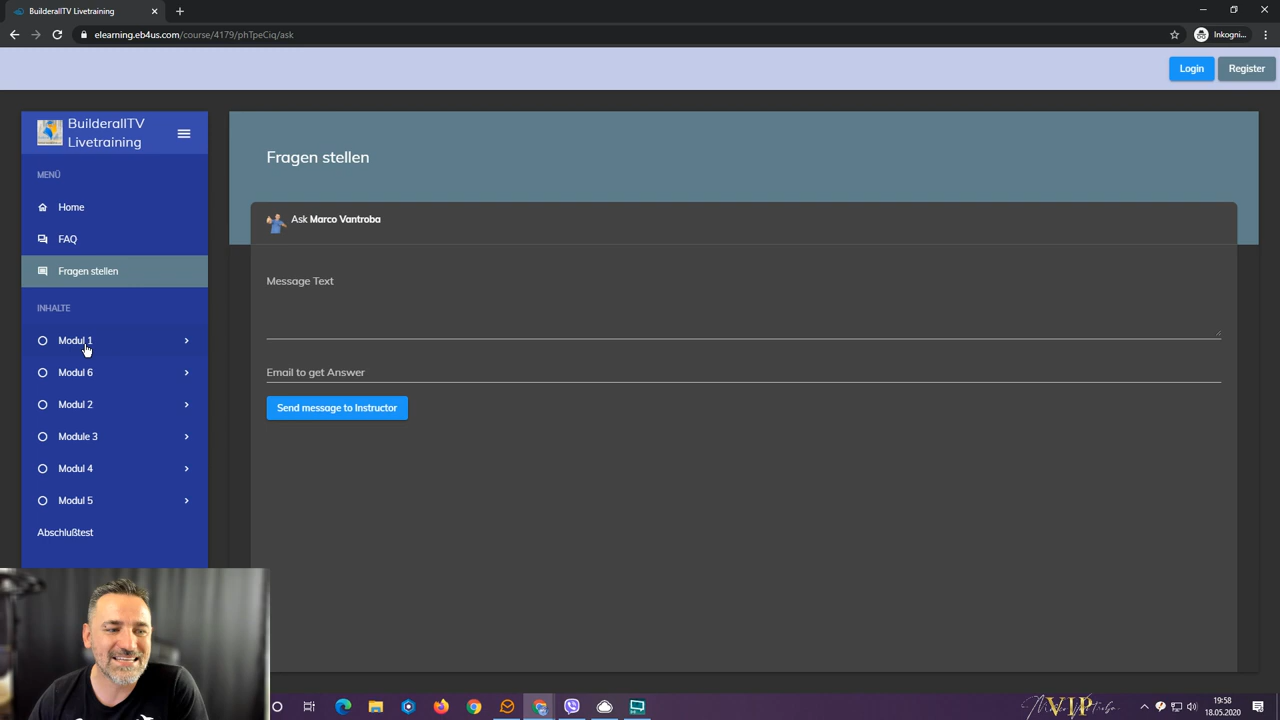 BuilderallTV Livetraining
elearning.eb4us.com/course/4179/phTpeCiq/ask
Inkogni...
Login
Register
BuilderallTV
Livetraining
MENÜ
Home
FAQ
Fragen stellen
INHALTE
Modul 1
Modul 6
Modul 2
Module 3
Modul 4
Modul 5
Abschlußtest
Fragen stellen
Ask Marco Vantroba
Message Text
Email to get Answer
Send message to Instructor
VIP
19:58
18.05.2020